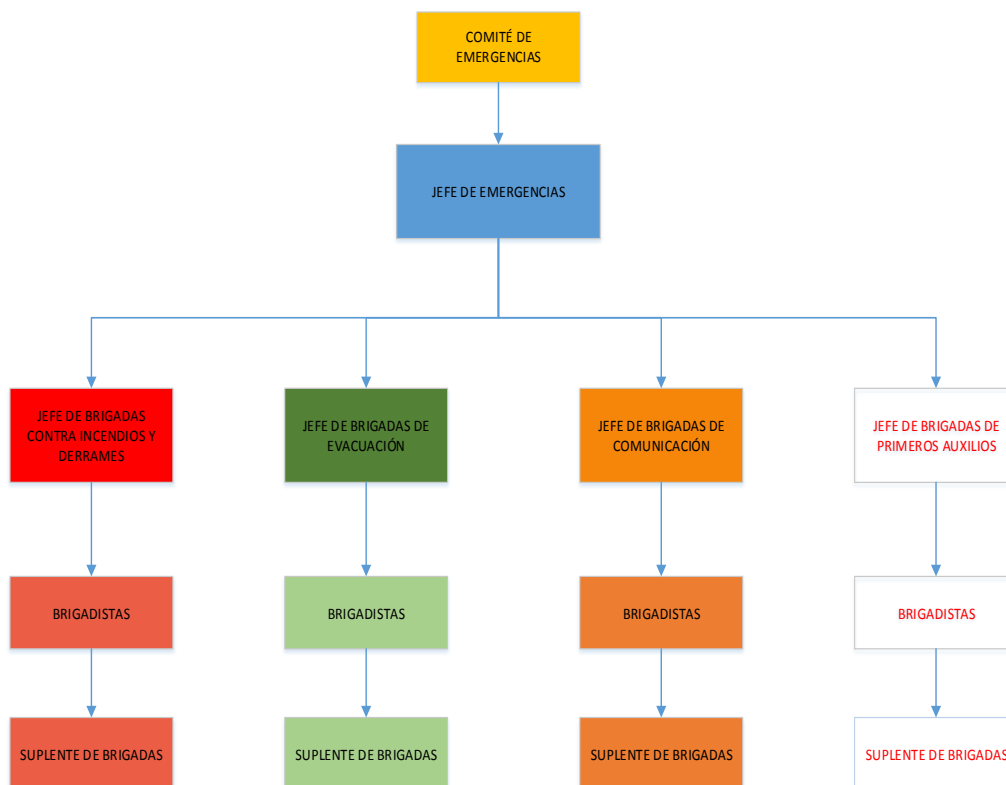 COMITÉ DE
EMERGENCIAS
JEFE DE EMERGENCIAS
JEFE DE BRIGADAS
CONTRA INCENDIOS Y
DERRAMES
JEFE DE BRIGADAS DE
EVACUACIÓN
JEFE DE BRIGADAS DE
COMUNICACIÓN
JEFE DE BRIGADAS DE
PRIMEROS AUXILIOS
BRIGADISTAS
BRIGADISTAS
BRIGADISTAS
BRIGADISTAS
SUPLENTE DE BRIGADAS
SUPLENTE DE BRIGADAS
SUPLENTE DE BRIGADAS
SUPLENTE DE BRIGADAS